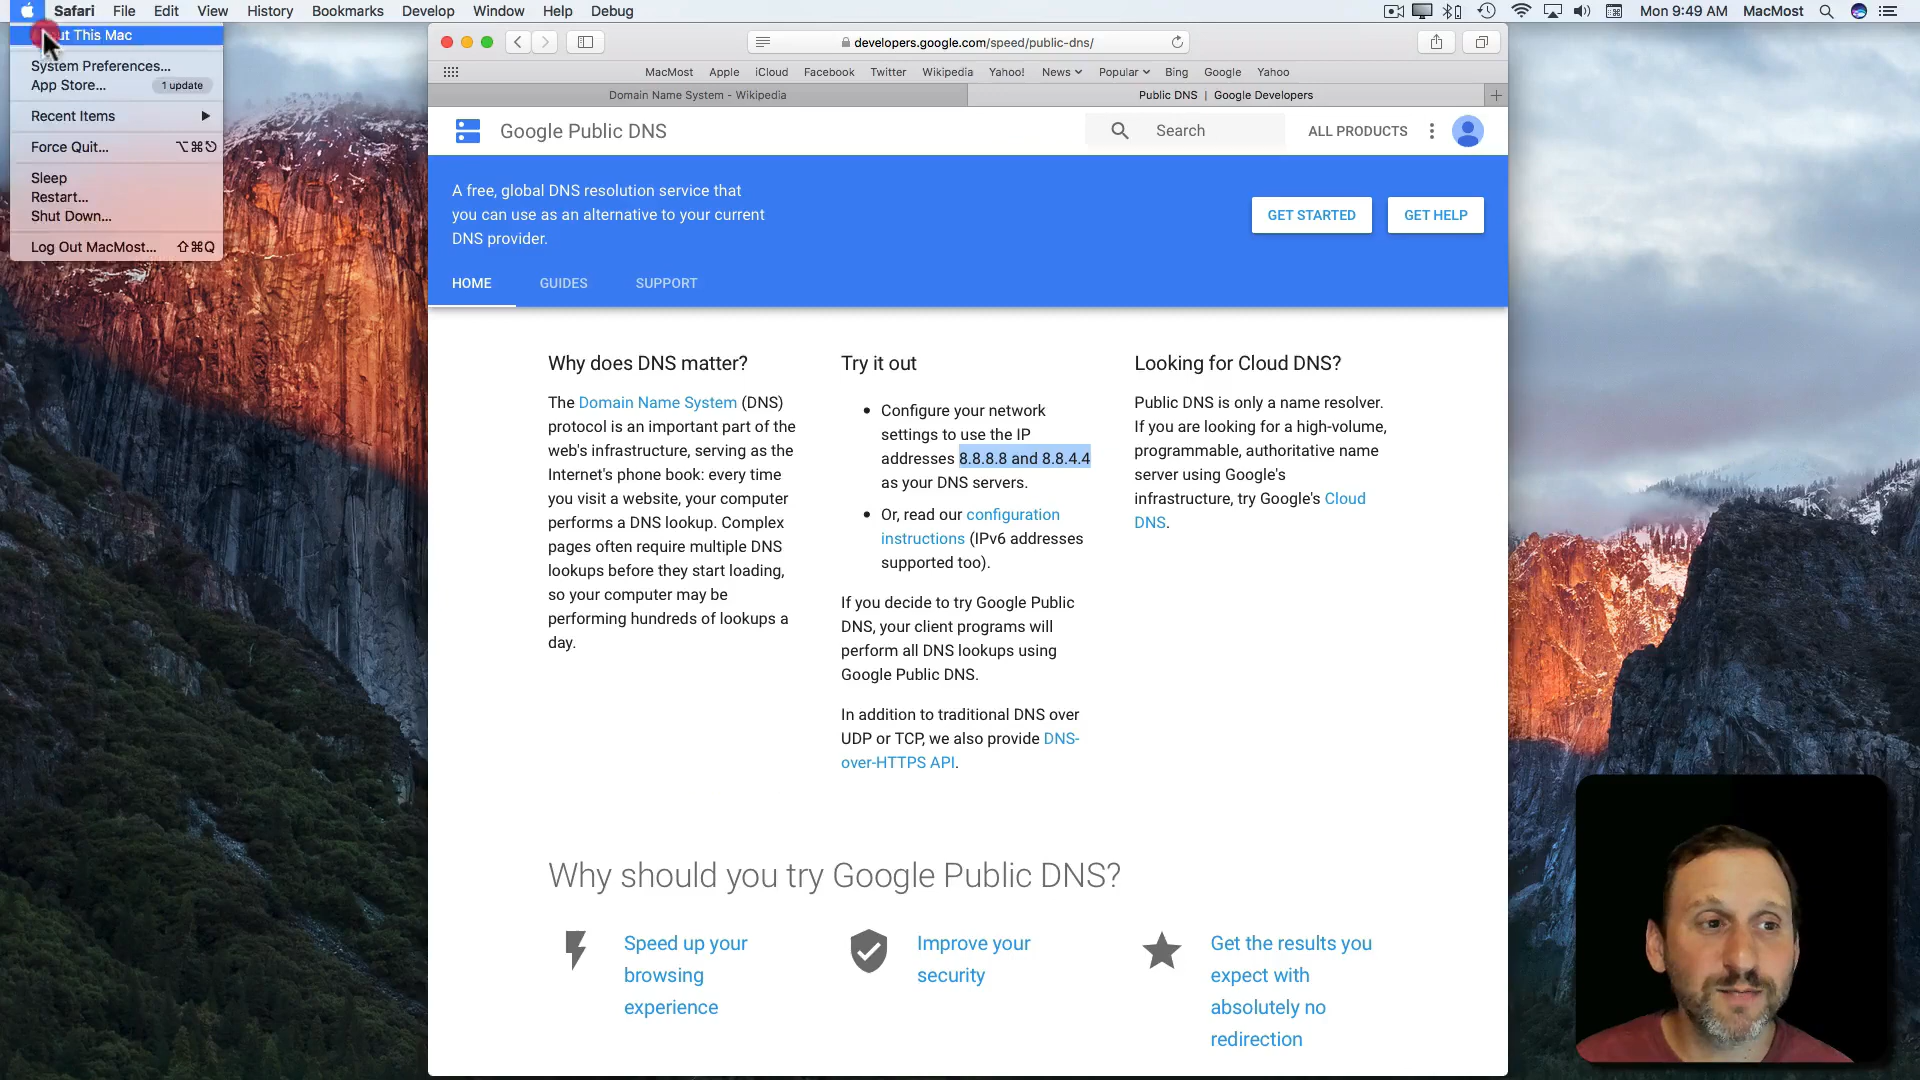 Safari File Edit View History Bookmarks Develop Window Help Debug
Mon 9:49 AM MacMost
ut This Mac
System Preferences...
App Store... 1 update
Recent Items
Force Quit... ⌥⌘⎋
Sleep
Restart...
Shut Down...
Log Out MacMost... ⇧⌘Q
developers.google.com/speed/public-dns/
MacMost Apple iCloud Facebook Twitter Wikipedia Yahoo! News Popular Bing Google Yahoo
Domain Name System - Wikipedia
Public DNS | Google Developers
Google Public DNS
Search
ALL PRODUCTS
A free, global DNS resolution service that
you can use as an alternative to your current
DNS provider.
GET STARTED
GET HELP
HOME GUIDES SUPPORT
Why does DNS matter?
The Domain Name System (DNS)
protocol is an important part of the
web's infrastructure, serving as the
Internet's phone book: every time
you visit a website, your computer
performs a DNS lookup. Complex
pages often require multiple DNS
lookups before they start loading,
so your computer may be
performing hundreds of lookups a
day.
Try it out
• Configure your network
settings to use the IP
addresses 8.8.8.8 and 8.8.4.4
as your DNS servers.
• Or, read our configuration
instructions (IPv6 addresses
supported too).
If you decide to try Google Public
DNS, your client programs will
perform all DNS lookups using
Google Public DNS.
In addition to traditional DNS over
UDP or TCP, we also provide DNS-
over-HTTPS API.
Looking for Cloud DNS?
Public DNS is only a name resolver.
If you are looking for a high-volume,
programmable, authoritative name
server using Google's
infrastructure, try Google's Cloud
DNS.
Why should you try Google Public DNS?
Speed up your
browsing
experience
Improve your
security
Get the results you
expect with
absolutely no
redirection